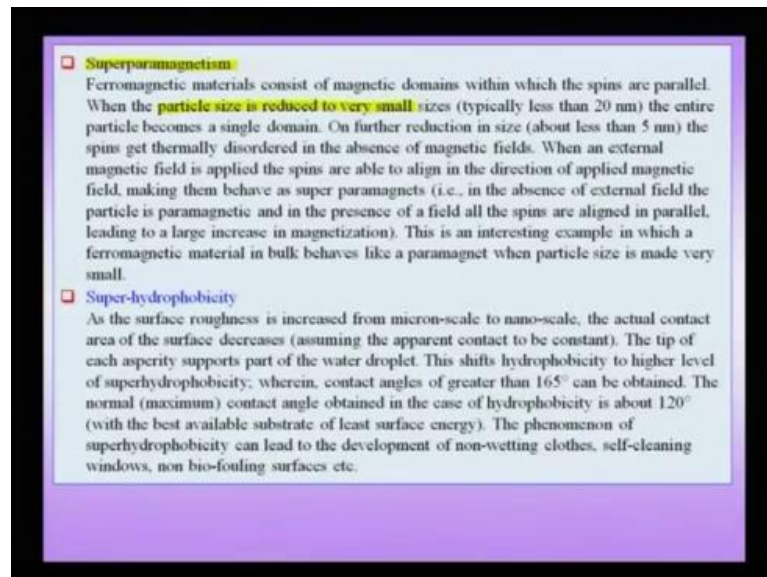 Superparamagnetism
Ferromagnetic materials consist of magnetic domains within which the spins are parallel.
When the particle size is reduced to very small sizes (typically less than 20 nm) the entire
particle becomes a single domain. On further reduction in size (about less than 5 nm) the
spins get thermally disordered in the absence of magnetic fields. When an external
magnetic field is applied the spins are able to align in the direction of applied magnetic
field, making them behave as super paramagnets (i.e., in the absence of external field the
particle is paramagnetic and in the presence of a field all the spins are aligned in parallel,
leading to a large increase in magnetization). This is an interesting example in which a
ferromagnetic material in bulk behaves like a paramagnet when particle size is made very
small.
Super-hydrophobicity
As the surface roughness is increased from micron-scale to nano-scale, the actual contact
area of the surface decreases (assuming the apparent contact to be constant). The tip of
each asperity supports part of the water droplet. This shifts hydrophobicity to higher level
of superhydrophobicity; wherein, contact angles of greater than 165° can be obtained. The
normal (maximum) contact angle obtained in the case of hydrophobicity is about 120°
(with the best available substrate of least surface energy). The phenomenon of
superhydrophobicity can lead to the development of non-wetting clothes, self-cleaning
windows, non bio-fouling surfaces etc.